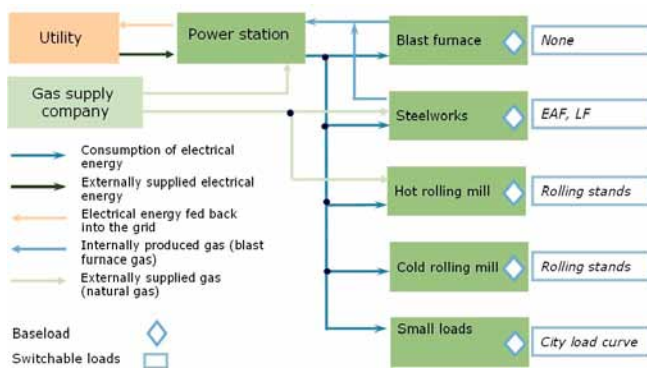 Utility
Power station
Blast furnace
None
Gas supply
company
Steelworks
EAF, LF
Consumption of electrical
energy
Externally supplied electrical
energy
Electrical energy fed back
into the grid
Internally produced gas (blast
furnace gas)
Externally supplied gas
(natural gas)
Hot rolling mill
Rolling stands
Cold rolling mill
Rolling stands
Small loads
City load curve
Baseload
Switchable loads